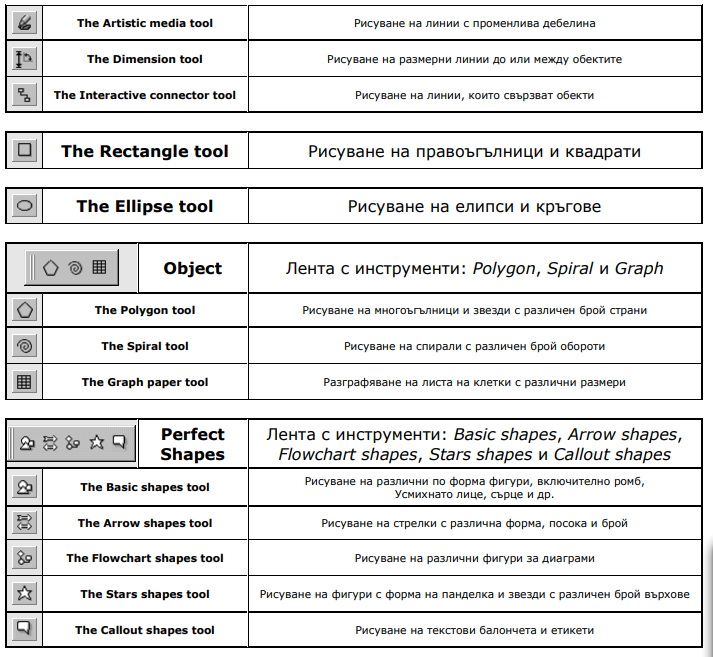 The Artistic media tool Рисуване на линии с променлива дебелина
The Dimension tool Рисуване на размерни линии до или между обектите
The Interactive connector tool Рисуване на линии, които свързват обекти
The Rectangle tool Рисуване на правоъгълници и квадрати
The Ellipse tool Рисуване на елипси и кръгове
Object Лента с инструменти: Polygon, Spiral и Graph
The Polygon tool Рисуване на многоъгълници и звезди с различен брой страни
The Spiral tool Рисуване на спирали с различен брой обороти
The Graph paper tool Разграфяване на листа на клетки с различни размери
Perfect Shapes Лента с инструменти: Basic shapes, Arrow shapes,
Flowchart shapes, Stars shapes и Callout shapes
The Basic shapes tool Рисуване на различни по форма фигури, включително ромб,
Усмихнато лице, сърце и др.
The Arrow shapes tool Рисуване на стрелки с различна форма, посока и брой
The Flowchart shapes tool Рисуване на различни фигури за диаграми
The Stars shapes tool Рисуване на фигури с форма на панделка и звезди с различен брой върхове
The Callout shapes tool Рисуване на текстови балончета и етикети